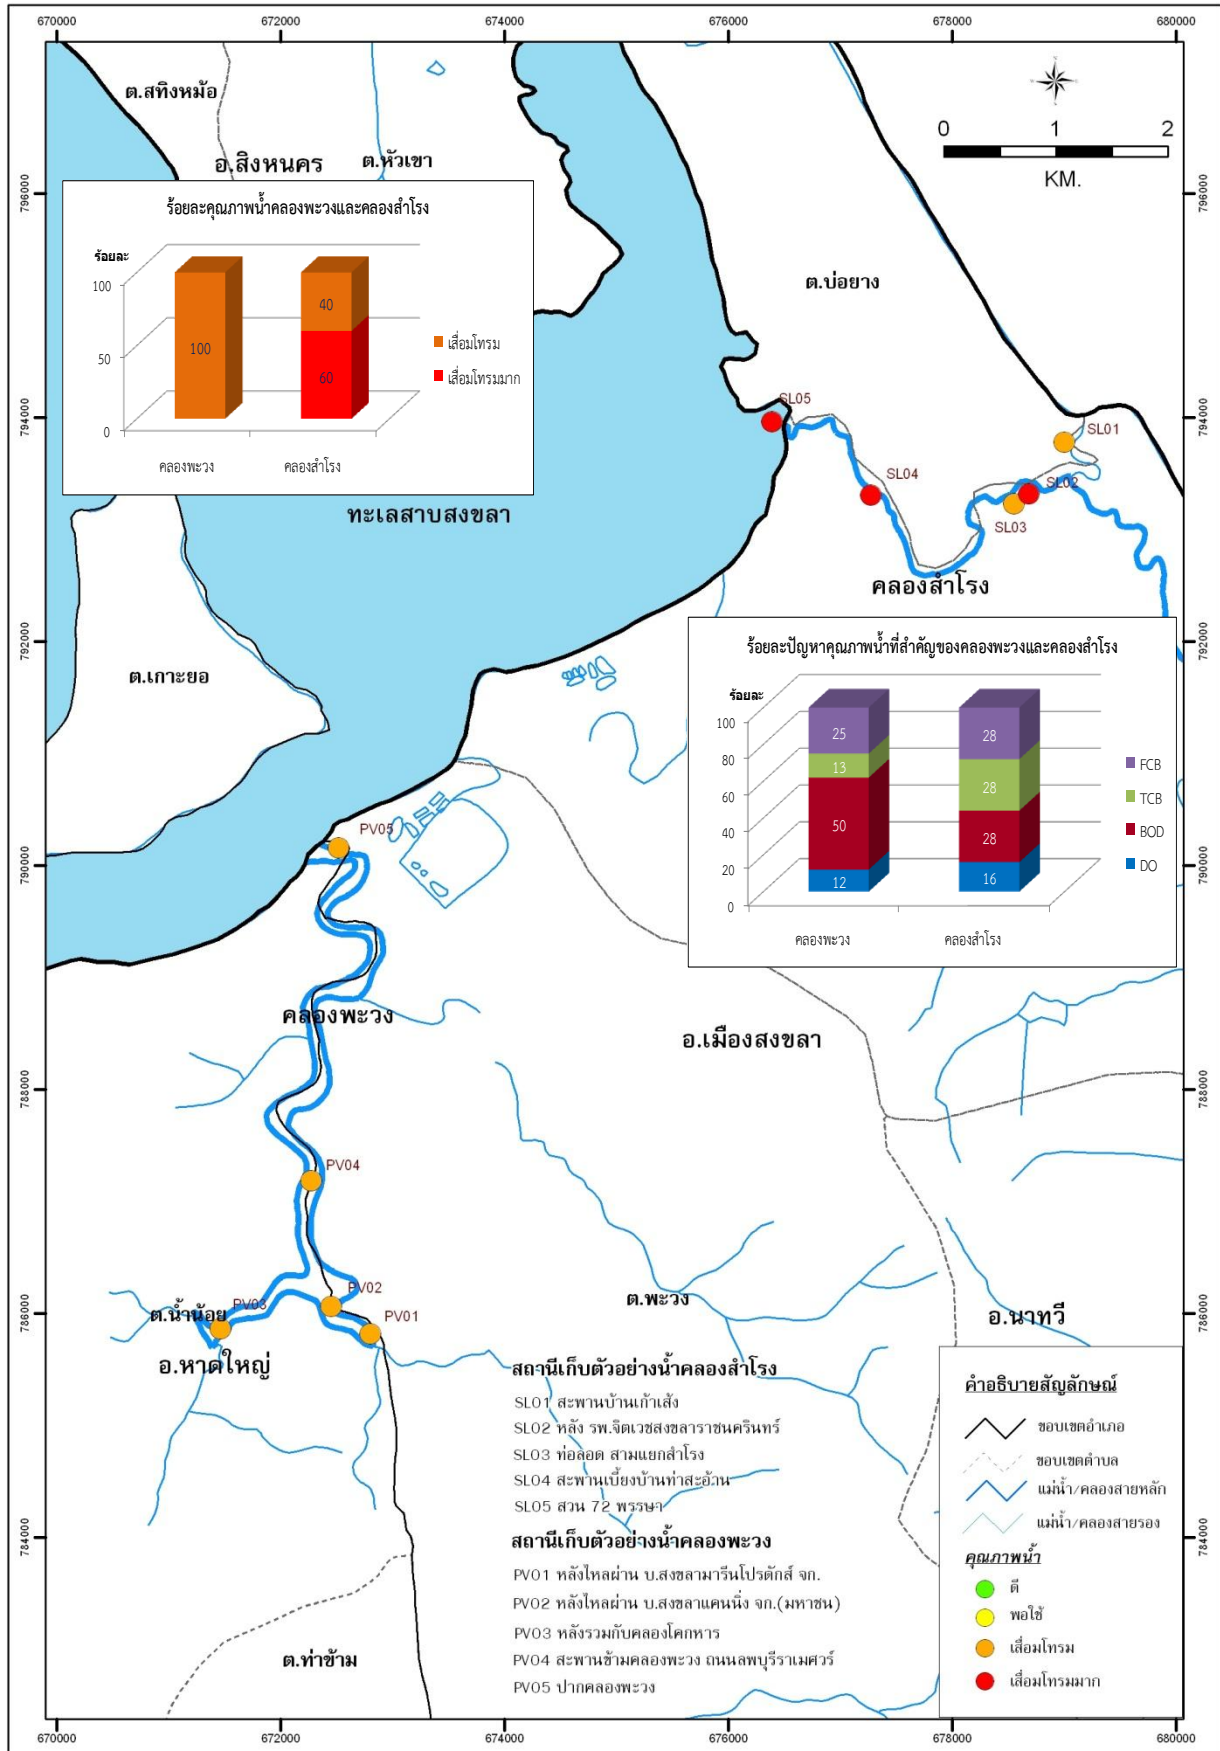 670000
672000
674000
676000
678000
680000
796000
794000
792000
790000
788000
786000
784000
796000
794000
792000
790000
788000
786000
784000
ต.สทิงหม้อ
อ.สิงหนคร
ต.หัวเขา
0 1 2
KM.
ร้อยละคุณภาพน้ำคลองพะวงและคลองสำโรง
ร้อยละ
100
50
0
100
40
60
เสื่อมโทรม
เสื่อมโทรมมาก
คลองพะวง
คลองสำโรง
ต.บ่อยาง
SL05
SL01
SL04
SL02
SL03
ทะเลสาบสงขลา
คลองสำโรง
ต.เกาะยอ
ร้อยละปัญหาคุณภาพน้ำที่สำคัญของคลองพะวงและคลองสำโรง
ร้อยละ
100
80
60
40
20
0
25
13
50
12
28
28
28
16
FCB
TCB
BOD
DO
คลองพะวง
คลองสำโรง
PV05
คลองพะวง
อ.เมืองสงขลา
PV04
PV02
PV03
PV01
ต.น้ำน้อย
อ.หาดใหญ่
ต.พะวง
อ.นาทวี
ต.ท่าข้าม
สถานีเก็บตัวอย่างน้ำคลองสำโรง
SL01 สะพานบ้านเก้าเส้ง
SL02 หลัง รพ.จิตเวชสงขลาราชนครินทร์
SL03 ท่อลอด สามแยกสำโรง
SL04 สะพานเบี่ยงบ้านท่าสะอ้าน
SL05 สวน 72 พรรษา
สถานีเก็บตัวอย่างน้ำคลองพะวง
PV01 หลังไหลผ่าน บ.สงขลามารีนโปรดักส์ จก.
PV02 หลังไหลผ่าน บ.สงขลาแคนนิ่ง จก.(มหาชน)
PV03 หลังรวมกับคลองโคกหาร
PV04 สะพานข้ามคลองพะวง ถนนลพบุรีราเมศวร์
PV05 ปากคลองพะวง
คำอธิบายสัญลักษณ์
ขอบเขตอำเภอ
ขอบเขตตำบล
แม่น้ำ/คลองสายหลัก
แม่น้ำ/คลองสายรอง
คุณภาพน้ำ
ดี
พอใช้
เสื่อมโทรม
เสื่อมโทรมมาก
670000
672000
674000
676000
678000
680000